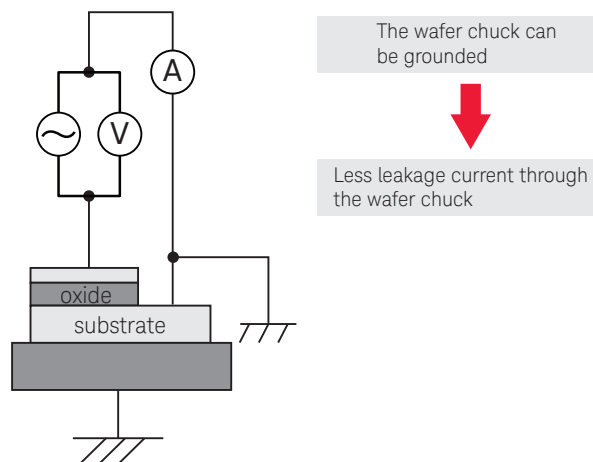 The wafer chuck can
be grounded
A
V
Less leakage current through
the wafer chuck
oxide
substrate